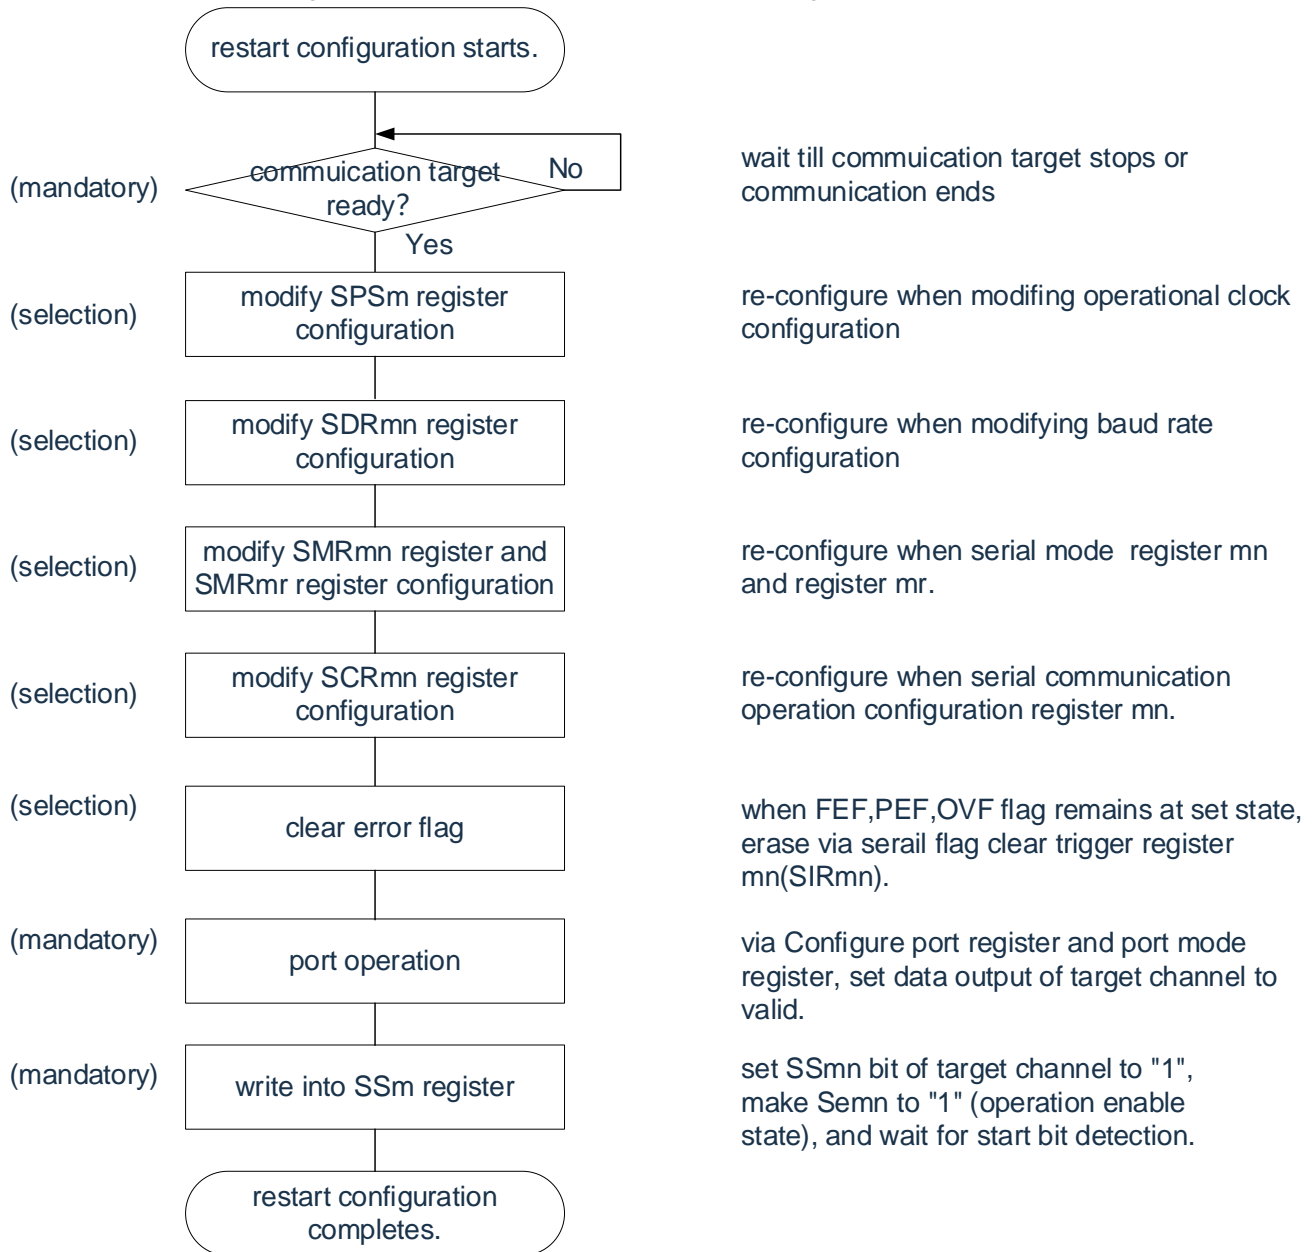 restart configuration starts.
(mandatory)
commuication target
ready?
No
wait till commuication target stops or
communication ends
Yes
(selection)
modify SPSm register
configuration
re-configure when modifing operational clock
configuration
(selection)
modify SDRmn register
configuration
re-configure when modifying baud rate
configuration
(selection)
modify SMRmn register and
SMRmr register configuration
re-configure when serial mode  register mn
and register mr.
(selection)
modify SCRmn register
configuration
re-configure when serial communication
operation configuration register mn.
(selection)
clear error flag
when FEF,PEF,OVF flag remains at set state,
erase via serail flag clear trigger register
mn(SIRmn).
(mandatory)
port operation
via Configure port register and port mode
register, set data output of target channel to
valid.
(mandatory)
write into SSm register
set SSmn bit of target channel to "1",
make Semn to "1" (operation enable
state), and wait for start bit detection.
restart configuration
completes.